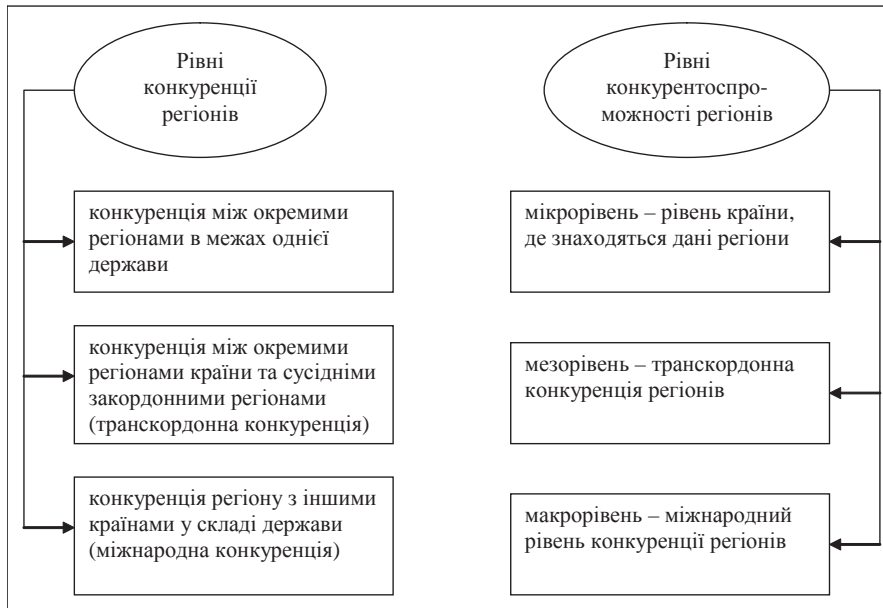 Рівні
конкуренції
регіонів
конкуренція між окремими
регіонами в межах однієї
держави
конкуренція між окремими
регіонами країни та сусідніми
закордонними регіонами
(транскордонна конкуренція)
конкуренція регіону з іншими
країнами у складі держави
(міжнародна конкуренція)
Рівні
конкурентоспро-
можності регіонів
мікрорівень – рівень країни,
де знаходяться дані регіони
мезорівень – транскордонна
конкуренція регіонів
макрорівень – міжнародний
рівень конкуренції регіонів